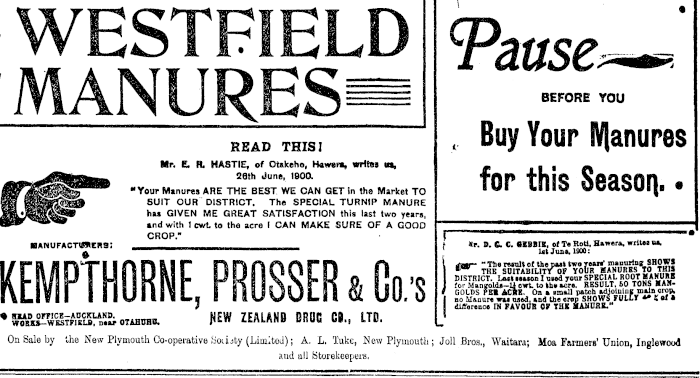 WESTFIELD
MANURES
READ THIS!
Mr. E. R. HASTIE, of Otakeho, Hawera, writes us,
26th June, 1900.
"Your Manures ARE THE BEST WE CAN GET in the Market TO
SUIT OUR DISTRICT. The SPECIAL TURNIP MANURE
has GIVEN ME GREAT SATISFACTION this last two years,
and with 1 cwt. to the acre I CAN MAKE SURE OF A GOOD
CROP."
MANUFACTURERS:
KEMPTHORNE, PROSSER & Co.'s
NEW ZEALAND DRUG CO., LTD.
HEAD OFFICE—AUCKLAND.
WORKS—WESTFIELD, near OTAHUHU.
Pause
BEFORE YOU
Buy Your Manures
for this Season.
Mr. D. C. C. GEBBIE, of Te Roti, Hawera, writes us,
1st June, 1900:
"The result of the past two years' manuring SHOWS
THE SUITABILITY OF YOUR MANURES TO THIS
DISTRICT. Last season I used your SPECIAL ROOT MANURE
for Mangolds—1½ cwt. to the acre. RESULT, 50 TONS MAN-
GOLDS PER ACRE. On a small patch adjoining main crop,
no Manure was used, and the crop SHOWS FULLY of a
difference IN FAVOUR OF THE MANURE."
On Sale by the New Plymouth Co-operative Society (Limited); A. L. Tuke, New Plymouth; Joll Bros., Waitara; Moa Farmers' Union, Inglewood
and all Storekeepers.